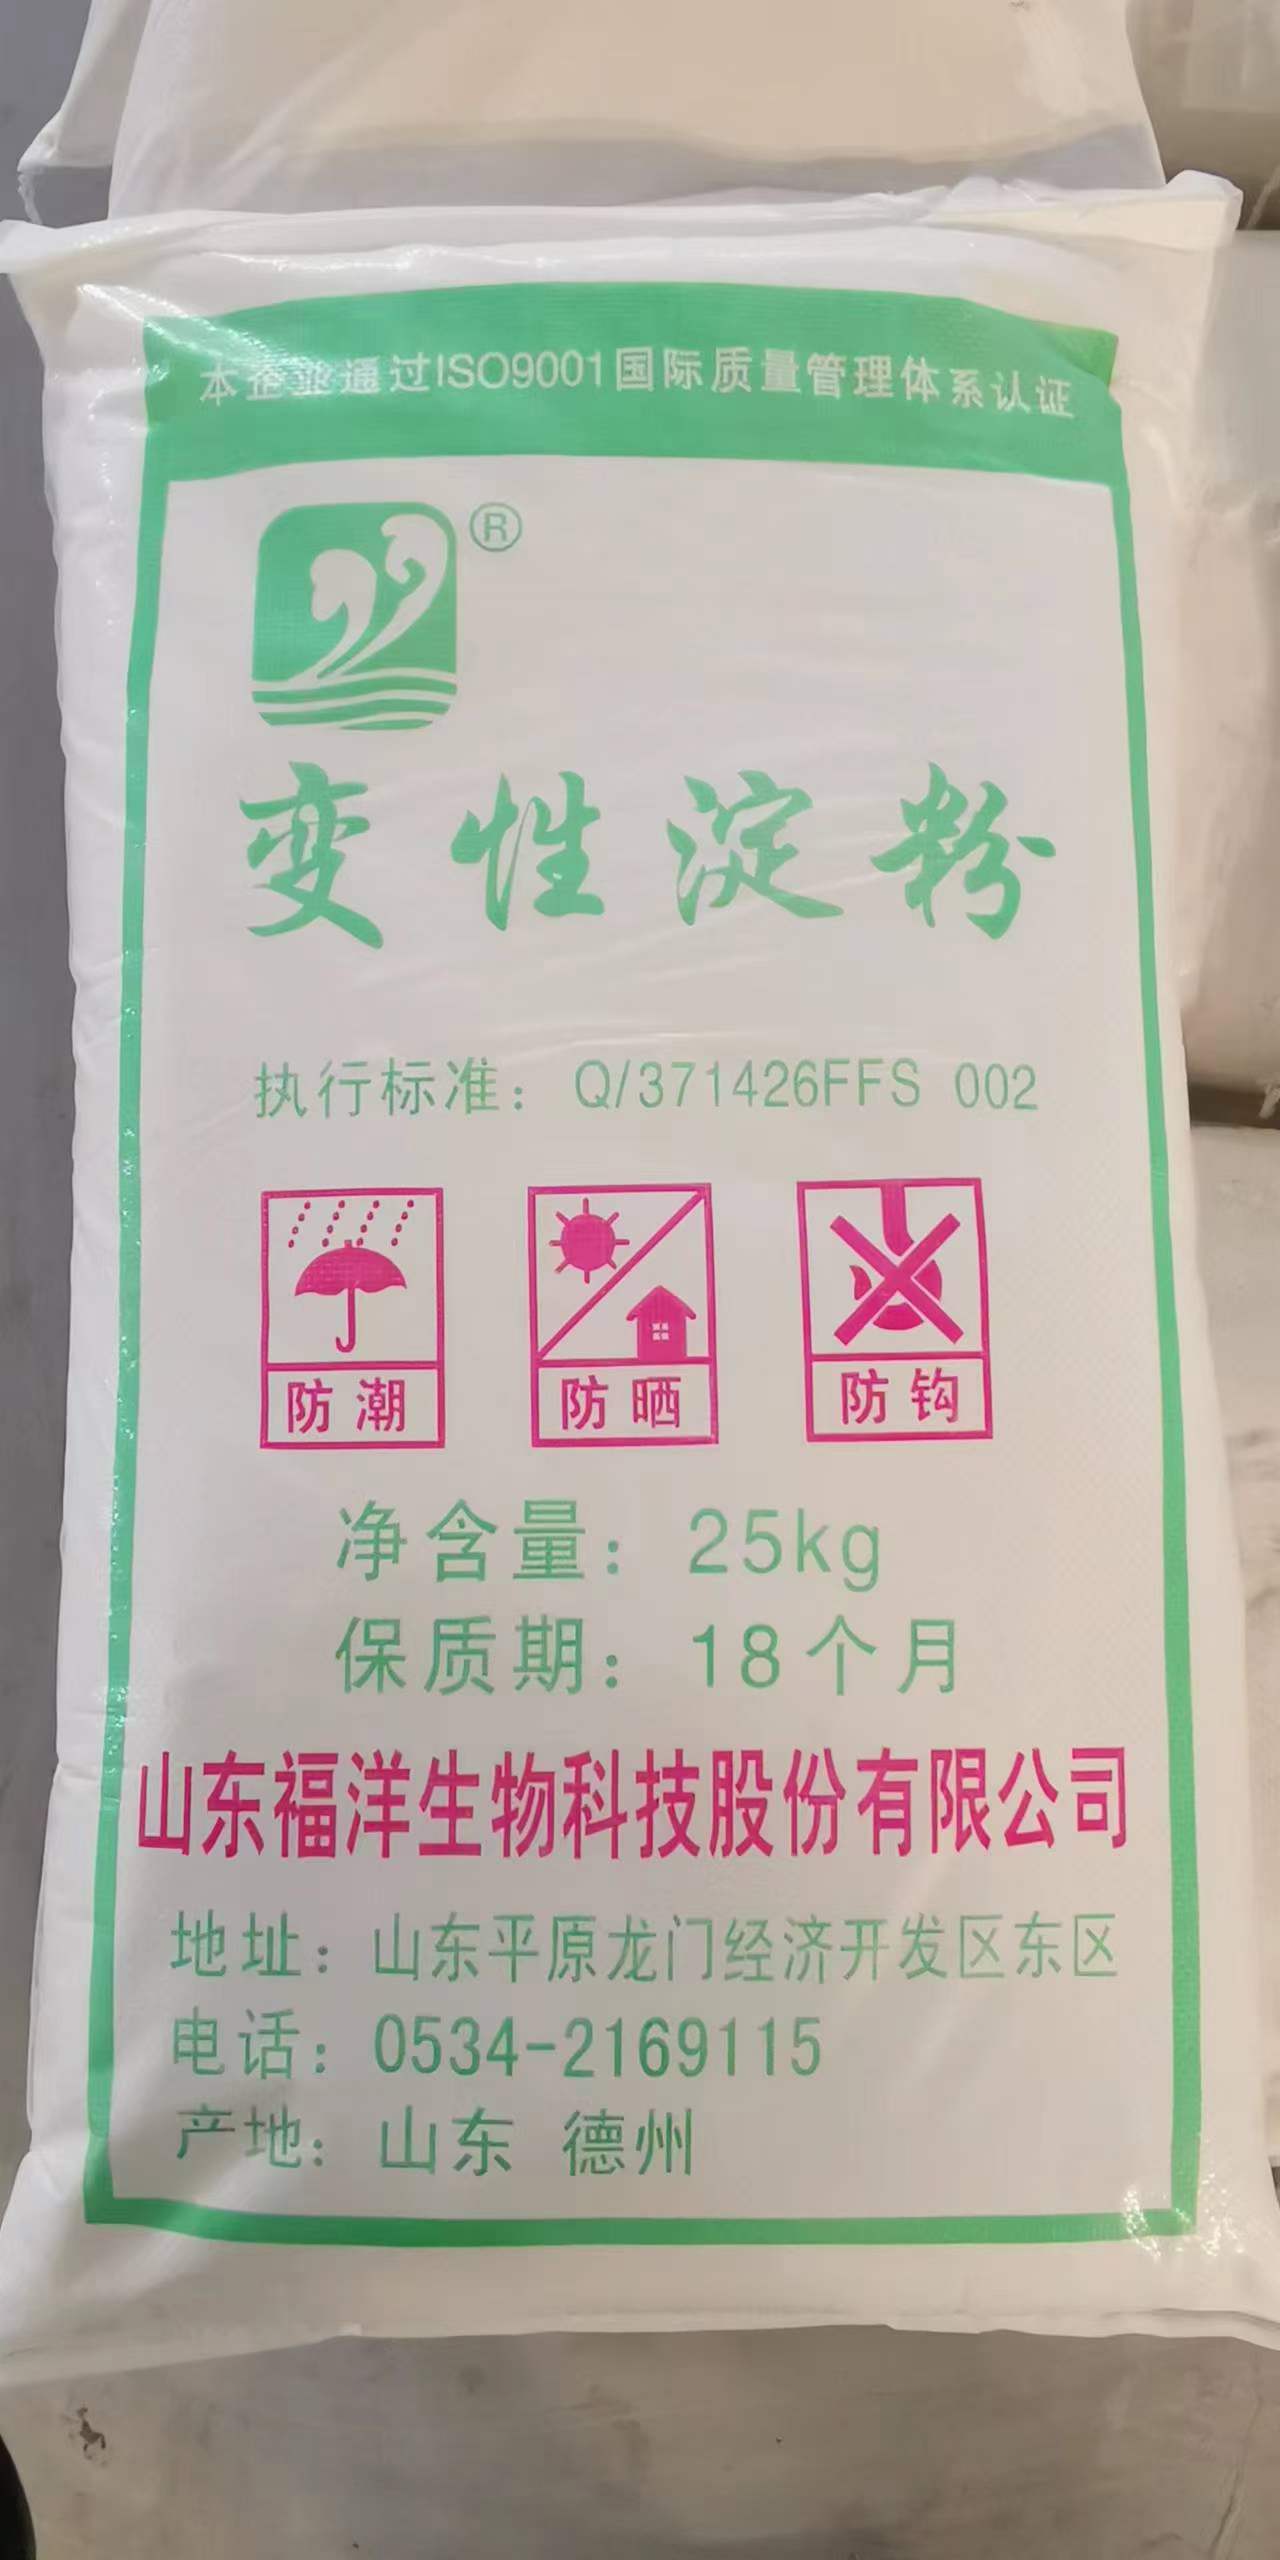 本企业通过ISO9001国际质量管理体系认证
®
变性淀粉
执行标准：Q/371426FFS 002
防潮 防晒 防钩
净含量：25kg
保质期：18个月
山东福洋生物科技股份有限公司
地址：山东平原龙门经济开发区东区
电话：0534-2169115
产地：山东 德州